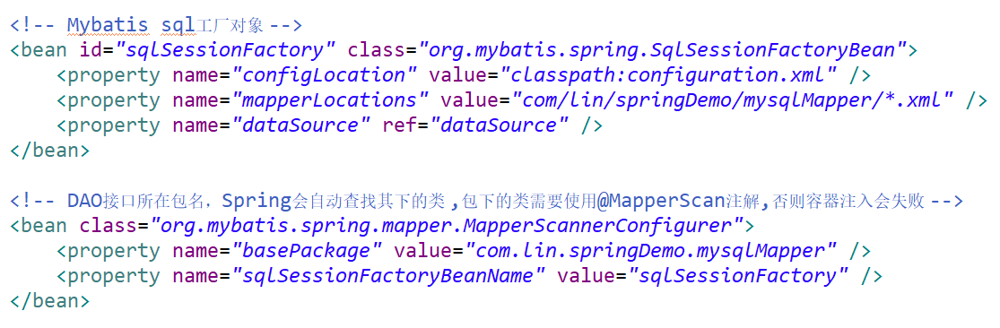 <!-- Mybatis sql工厂对象 -->
<bean id="sqlSessionFactory" class="org.mybatis.spring.SqlSessionFactoryBean">
    <property name="configLocation" value="classpath:configuration.xml" />
    <property name="mapperLocations" value="com/lin/springDemo/mysqlMapper/*.xml" />
    <property name="dataSource" ref="dataSource" />
</bean>

<!-- DAO接口所在包名，Spring会自动查找其下的类 ,包下的类需要使用@MapperScan注解,否则容器注入会失败 -->
<bean class="org.mybatis.spring.mapper.MapperScannerConfigurer">
    <property name="basePackage" value="com.lin.springDemo.mysqlMapper" />
    <property name="sqlSessionFactoryBeanName" value="sqlSessionFactory" />
</bean>